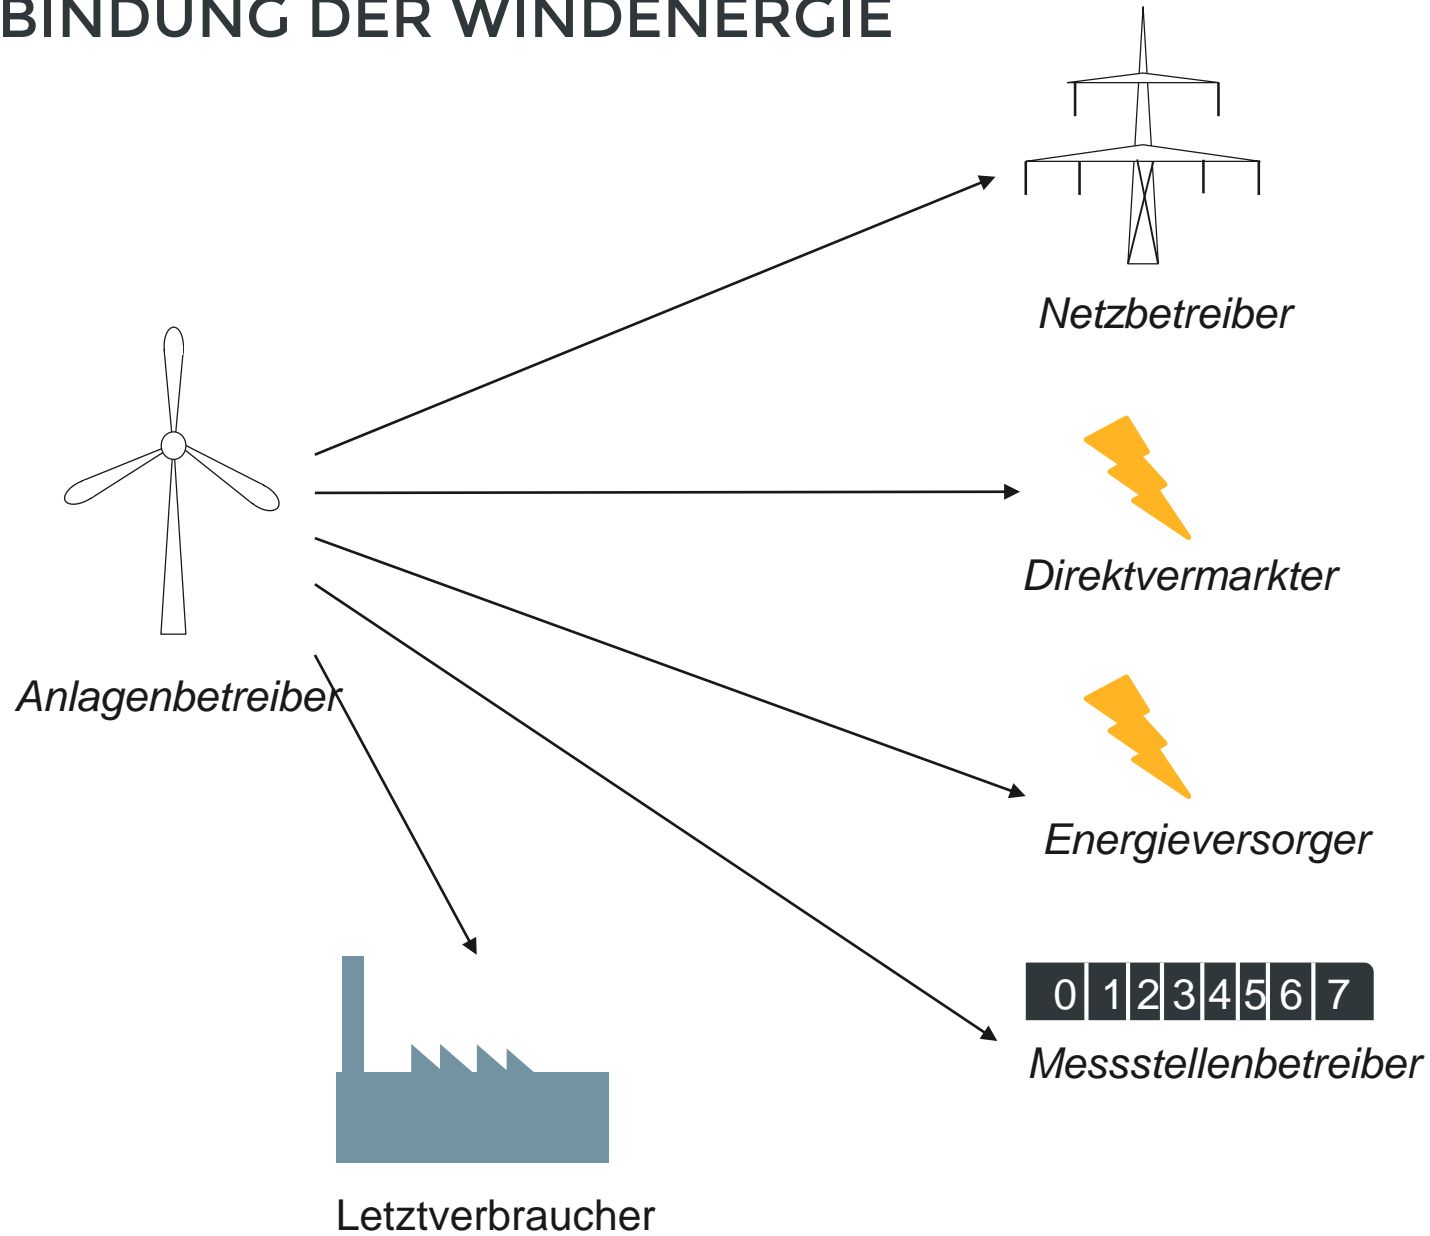 BINDUNG DER WINDENERGIE
Netzbetreiber
Direktvermarkter
Anlagenbetreiber
Energieversorger
0 1 2 3 4 5 6 7
Messstellenbetreiber
Letztverbraucher